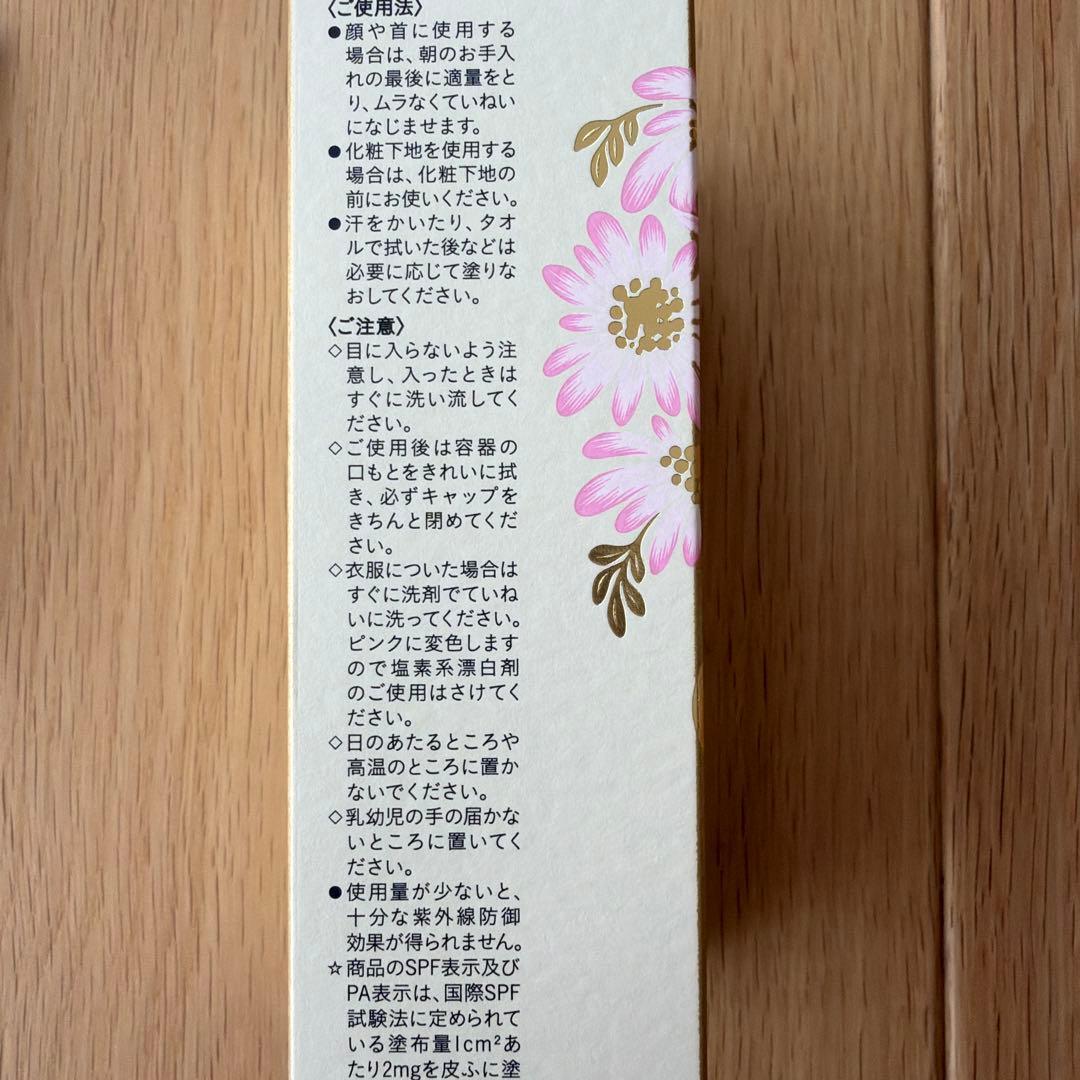 〈ご使用法〉
●顔や首に使用する
場合は、朝のお手入
れの最後に適量をと
り、ムラなくていねい
になじませます。
●化粧下地を使用する
場合は、化粧下地の
前にお使いください。
●汗をかいたり、タオ
ルで拭いた後などは
必要に応じて塗りな
おしてください。
〈ご注意〉
◇目に入らないよう注
意し、入ったときは
すぐに洗い流してく
ださい。
◇ご使用後は容器の
口もとをきれいに拭
き、必ずキャップを
きちんと閉めてくだ
さい。
◇衣服についた場合は
すぐに洗剤でていね
いに洗ってください。
ピンクに変色します
ので塩素系漂白剤
のご使用はさけてく
ださい。
◇日のあたるところや
高温のところに置か
ないでください。
◇乳幼児の手の届かな
いところに置いてく
ださい。
●使用量が少ないと、
十分な紫外線防御
効果が得られません。
☆商品のSPF表示及び
PA表示は、国際SPF
試験法に定められて
いる塗布量1cm²あ
たり2mgを皮ふに塗